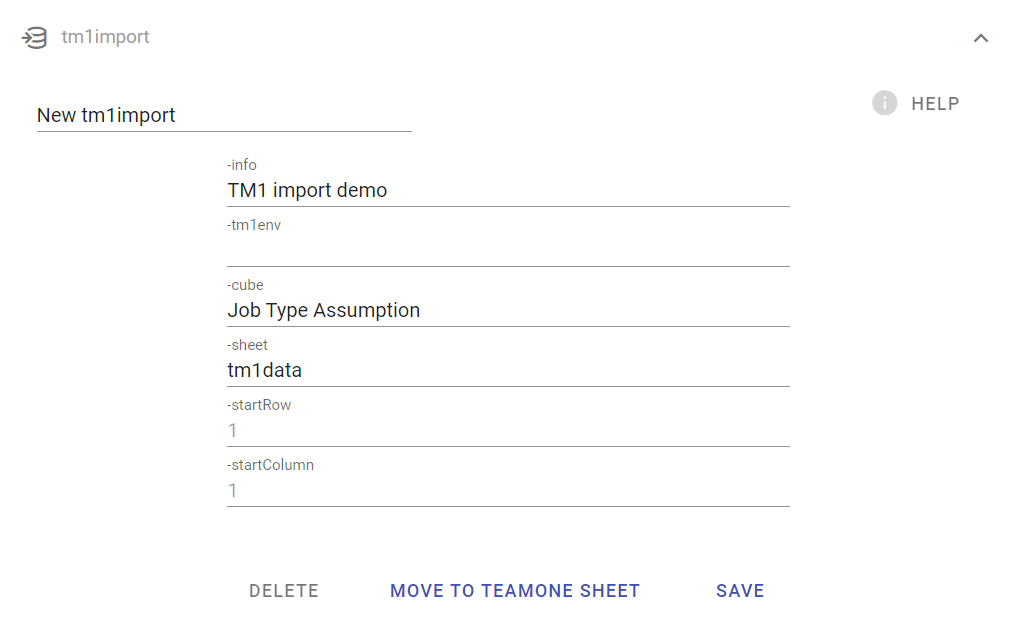 tm1import
HELP
New tm1import
-info
TM1 import demo
-tm1env
-cube
Job Type Assumption
-sheet
tm1data
-startRow
1
-startColumn
1
DELETE MOVE TO TEAMONE SHEET SAVE